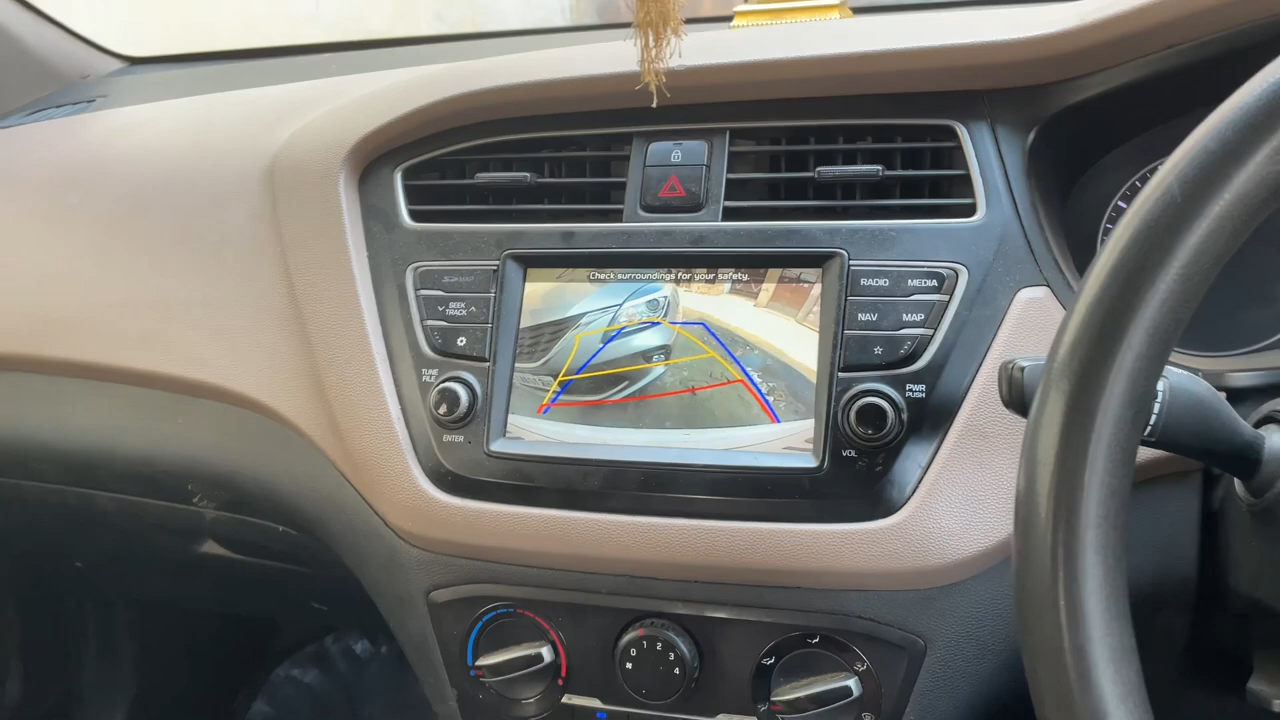 Check surroundings for your safety.
RADIO MEDIA
SEEK
TRACK
NAV MAP
TUNE
FILE
PWR
PUSH
ENTER
VOL
0 1 2 3 4